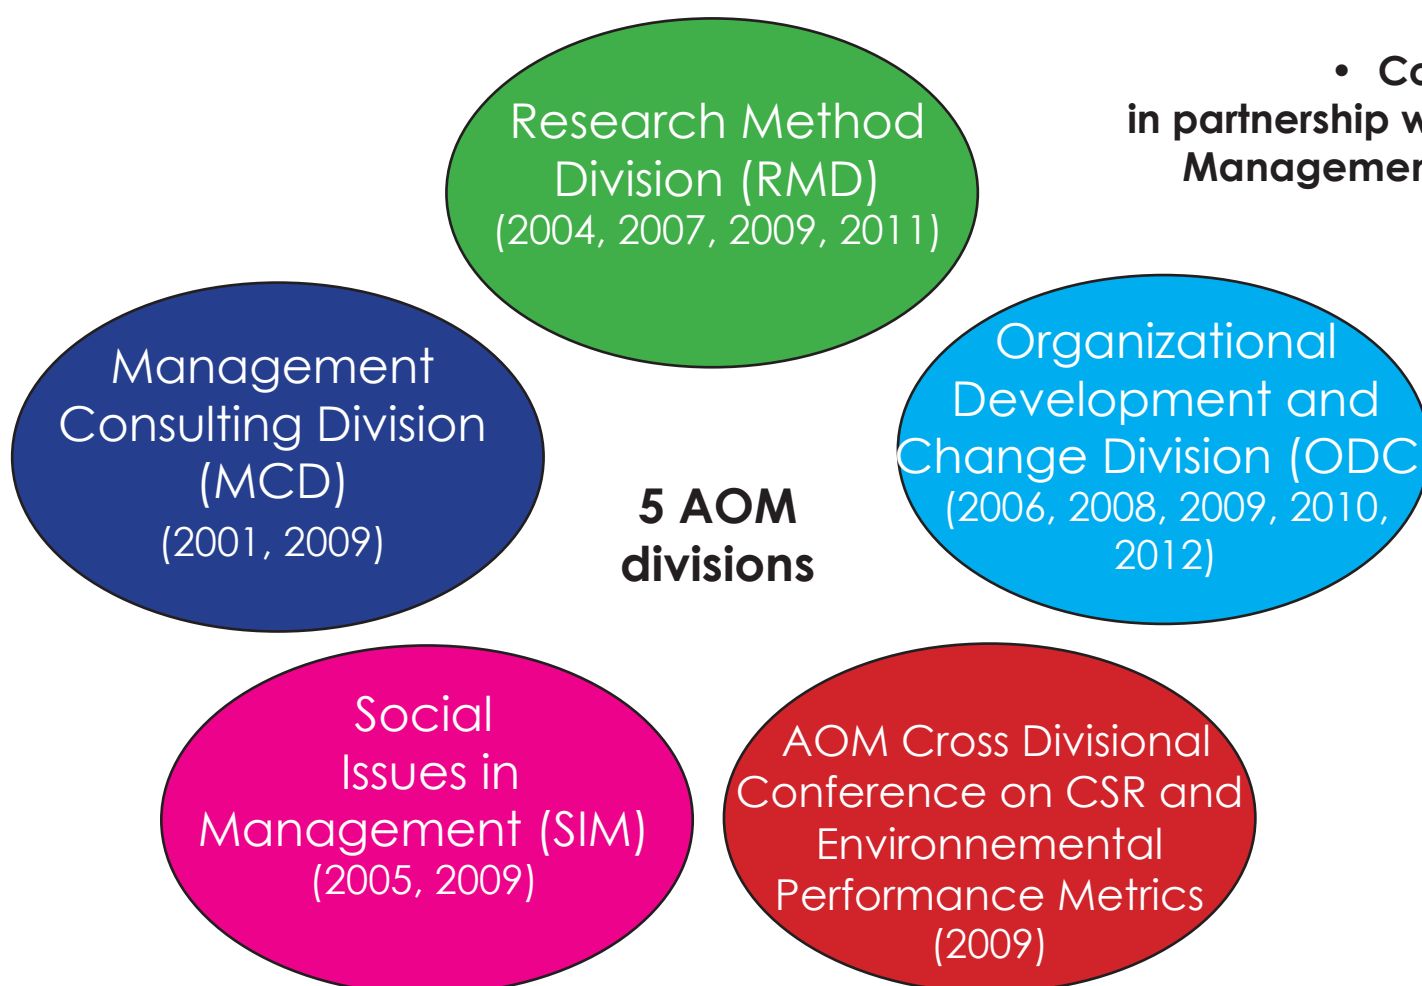 • Co
in partnership w
Managemen
Research Method
Division (RMD)
(2004, 2007, 2009, 2011)
Management
Consulting Division
(MCD)
(2001, 2009)
5 AOM
divisions
Organizational
Development and
Change Division (ODC
(2006, 2008, 2009, 2010,
2012)
Social
Issues in
Management (SIM)
(2005, 2009)
AOM Cross Divisional
Conference on CSR and
Environnemental
Performance Metrics
(2009)